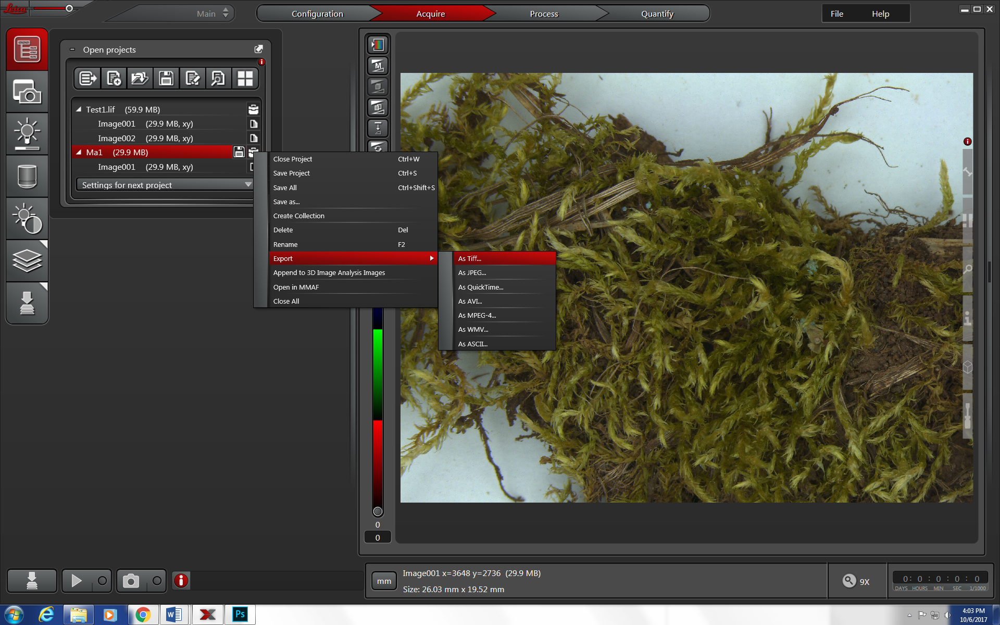 Leica
Main
Configuration
Acquire
Process
Quantify
File
Help
Open projects
M
Test1.lif (59.9 MB)
Image001 (29.9 MB, xy)
Image002 (29.9 MB, xy)
Ma1 (29.9 MB)
Image001 (29.9 MB, xy)
Settings for next project
Close Project Ctrl+W
Save Project Ctrl+S
Save All Ctrl+Shift+S
Save as...
Create Collection
Delete Del
Rename F2
Export
Append to 3D Image Analysis Images
Open in MMAF
Close All
As Tiff...
As JPEG...
As QuickTime...
As AVI...
As MPEG-4...
As WMV...
As ASCII...
0
0
mm
Image001 x=3648 y=2736 (29.9 MB)
Size: 26.03 mm x 19.52 mm
9X
0: 0 : 0 : 0 : 0
DAYS HOURS MIN SEC 1/1000
W
Ps
4:03 PM
10/6/2017